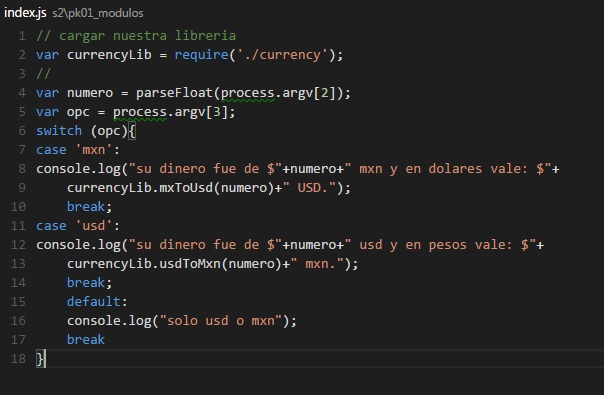 index.js s2\pk01_modulos
1 // cargar nuestra libreria
2 var currencyLib = require('./currency');
3 //
4 var numero = parseFloat(process.argv[2]);
5 var opc = process.argv[3];
6 switch (opc){
7 case 'mxn':
8 console.log("su dinero fue de $"+numero+" mxn y en dolares vale: $"+
9     currencyLib.mxToUsd(numero)+" USD.");
10     break;
11 case 'usd':
12 console.log("su dinero fue de $"+numero+" usd y en pesos vale: $"+
13     currencyLib.usdToMxn(numero)+" mxn.");
14     break;
15     default:
16     console.log("solo usd o mxn");
17     break
18 }